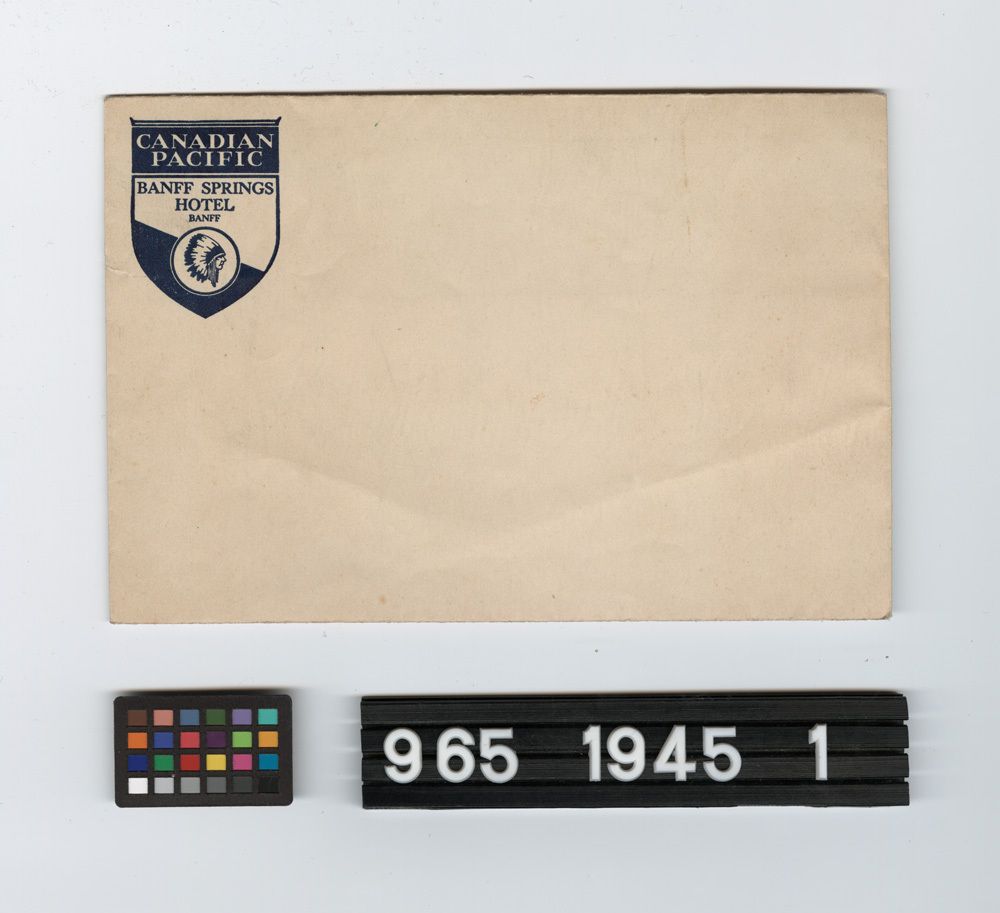 CANADIAN
PACIFIC
BANFF SPRINGS
HOTEL
BANFF
965 1945 1